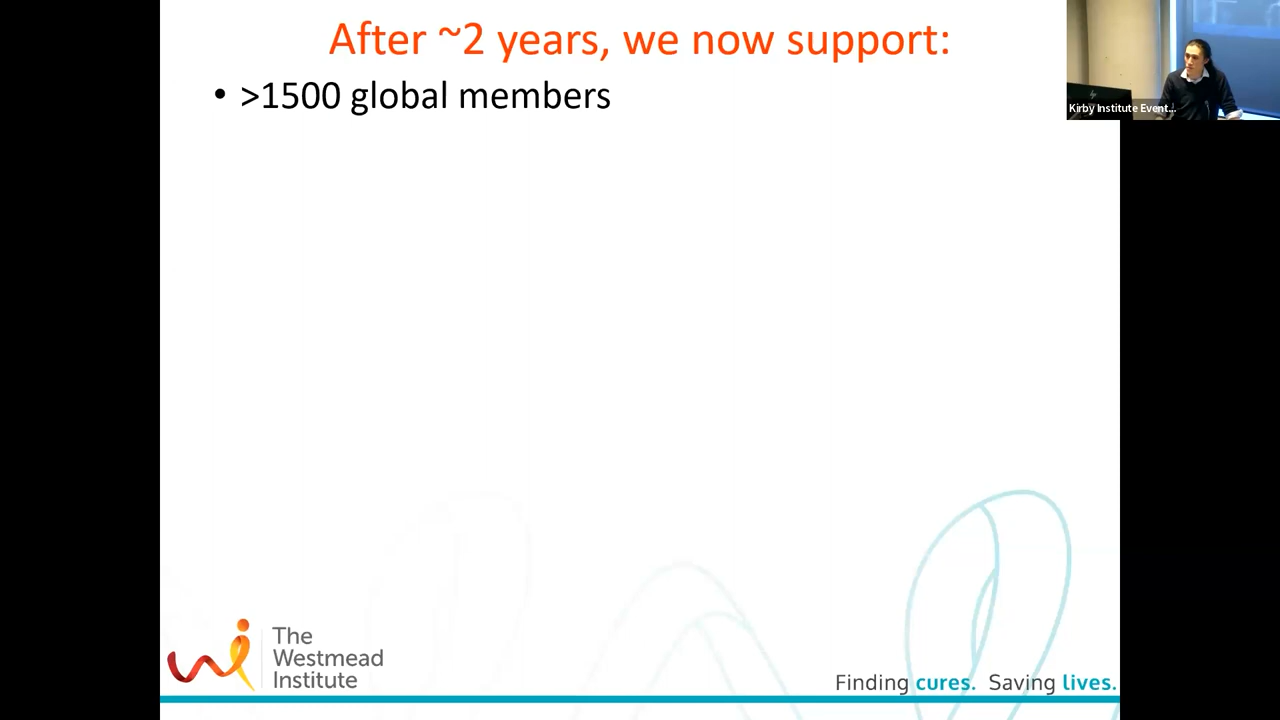 After ~2 years, we now support:
• >1500 global members
Kirby Institute Event...
The
Westmead
Institute
Finding cures. Saving lives.